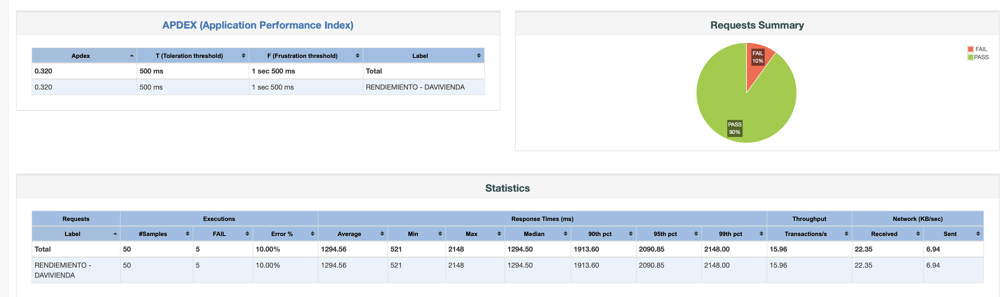 APDEX (Application Performance Index)
Apdex T (Toleration threshold) F (Frustration threshold) Label
0.320 500 ms 1 sec 500 ms Total
0.320 500 ms 1 sec 500 ms RENDIEMIENTO - DAVIVIENDA
Requests Summary
FAIL
10%
PASS
90%
FAIL
PASS
Statistics
Requests Executions Response Times (ms) Throughput Network (KB/sec)
Label #Samples FAIL Error % Average Min Max Median 90th pct 95th pct 99th pct Transactions/s Received Sent
Total 50 5 10.00% 1294.56 521 2148 1294.50 1913.60 2090.85 2148.00 15.96 22.35 6.94
RENDIEMIENTO - 50 5 10.00% 1294.56 521 2148 1294.50 1913.60 2090.85 2148.00 15.96 22.35 6.94
DAVIVIENDA